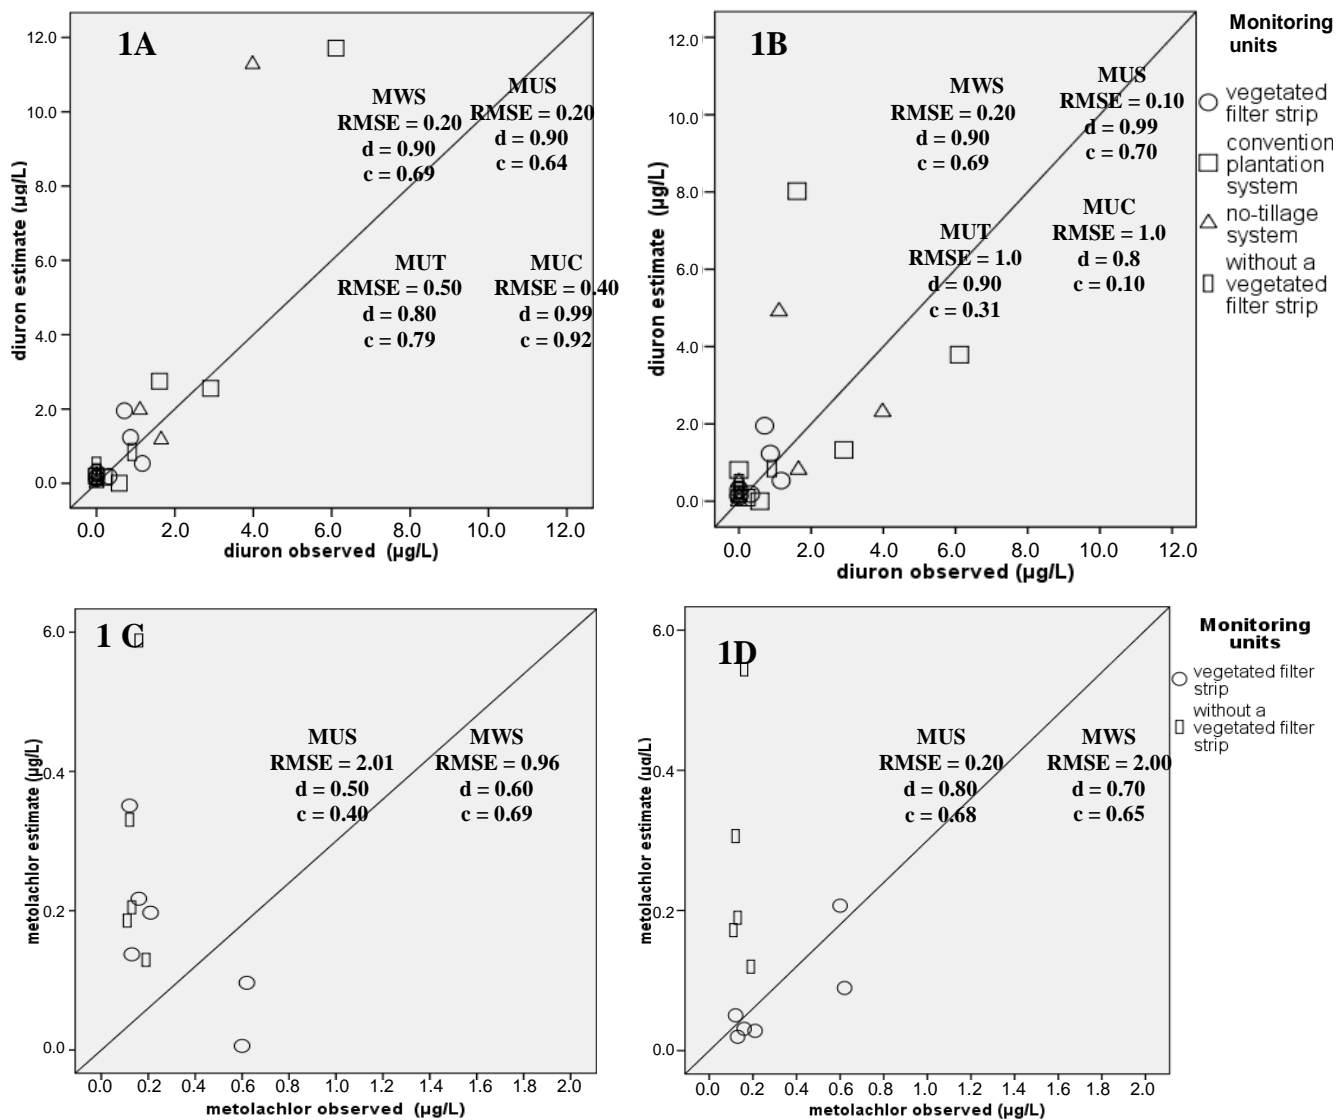 1A
12.0
10.0
8.0
6.0
4.0
2.0
0.0
diuron estimate (µg/L)
MWS
RMSE = 0.20
d = 0.90
c = 0.69
MUS
RMSE = 0.20
d = 0.90
c = 0.64
MUT
RMSE = 0.50
d = 0.80
c = 0.79
MUC
RMSE = 0.40
d = 0.99
c = 0.92
0.0 2.0 4.0 6.0 8.0 10.0 12.0
diuron observed (µg/L)
1B
12.0
10.0
8.0
6.0
4.0
2.0
0.0
diuron estimate (µg/L)
MWS
RMSE = 0.20
d = 0.90
c = 0.69
MUS
RMSE = 0.10
d = 0.99
c = 0.70
MUT
RMSE = 1.0
d = 0.90
c = 0.31
MUC
RMSE = 1.0
d = 0.8
c = 0.10
0.0 2.0 4.0 6.0 8.0 10.0 12.0
diuron observed (µg/L)
Monitoring
units
vegetated
filter strip
convention
plantation
system
no-tillage
system
without a
vegetated
filter strip
1 C
6.0
0.4
0.2
0.0
metolachlor estimate (µg/L)
MUS
RMSE = 2.01
d = 0.50
c = 0.40
MWS
RMSE = 0.96
d = 0.60
c = 0.69
0.0 0.2 0.4 0.6 0.8 1.0 1.2 1.4 1.6 1.8 2.0
metolachlor observed (µg/L)
1D
6.0
0.4
0.2
0.0
metolachlor estimate (µg/L)
MUS
RMSE = 0.20
d = 0.80
c = 0.68
MWS
RMSE = 2.00
d = 0.70
c = 0.65
0.0 0.2 0.4 0.6 0.8 1.0 1.2 1.4 1.6 1.8 2.0
metolachlor observed (µg/L)
Monitoring
units
vegetated filter
strip
without a
vegetated filter
strip